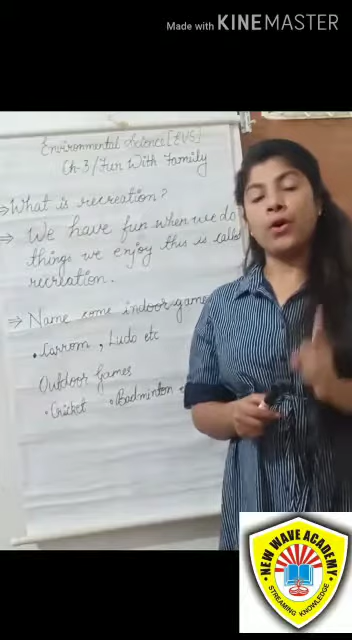 Made with KINEMASTER
Environmental Science [EVS]
Ch-3/Fun With Family
⇒ What is recreation?
⇒ We have fun when we do
things we enjoy this is called
recreation.
⇒ Name come indoor game
• Carrom, Ludo etc
Outdoor Games
• Cricket • Badminton
NEW WAVE ACADEMY
STREAMING KNOWLEDGE